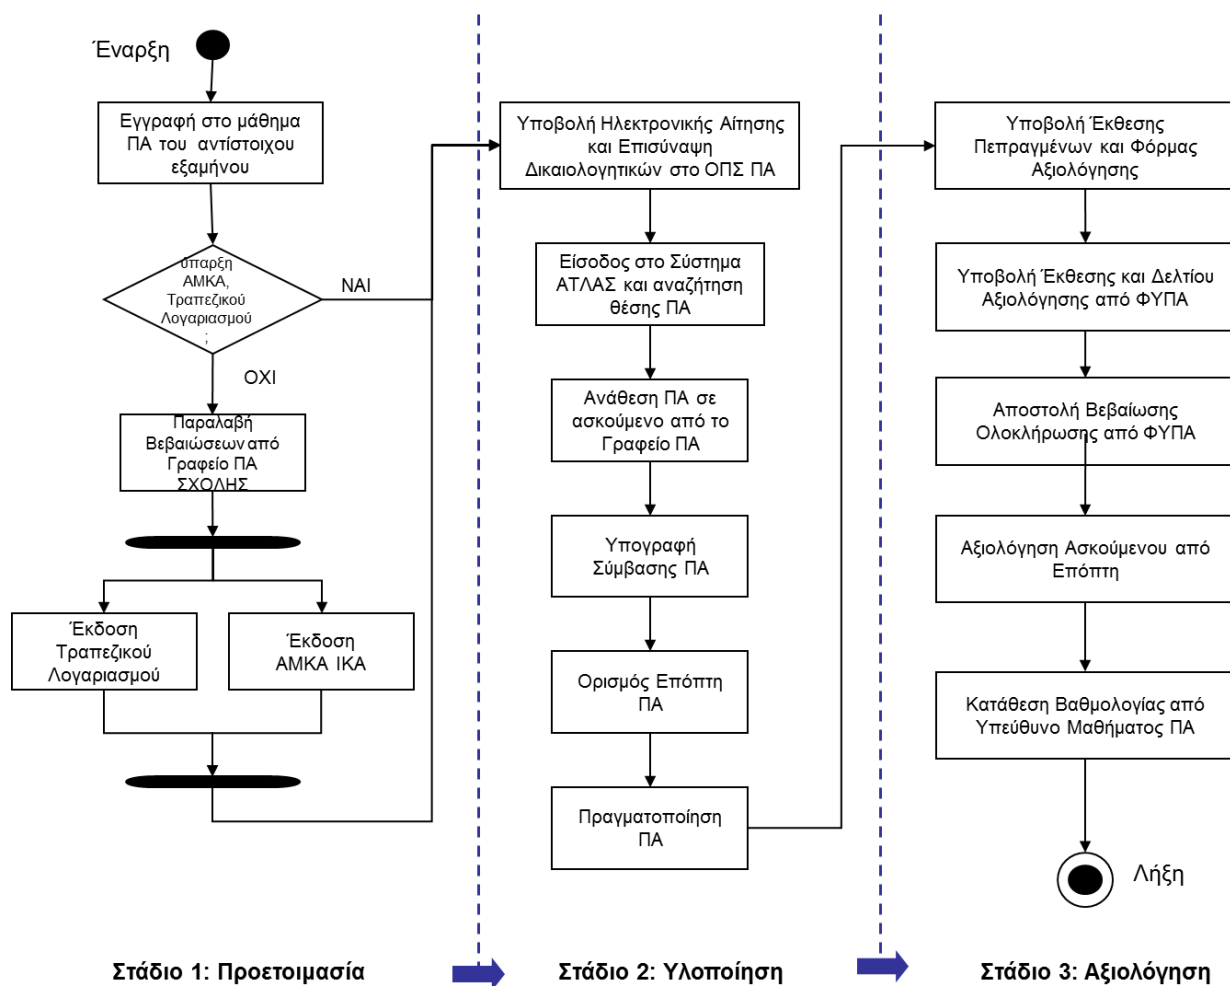 Έναρξη
Εγγραφή στο μάθημα
ΠΑ του αντίστοιχου
εξαμήνου
ύπαρξη
ΑΜΚΑ,
Τραπεζικού
Λογαριασμού
;
ΝΑΙ
ΟΧΙ
Παραλαβή
Βεβαιώσεων από
Γραφείο ΠΑ
ΣΧΟΛΗΣ
Έκδοση
Τραπεζικού
Λογαριασμού
Έκδοση
ΑΜΚΑ ΙΚΑ
Υποβολή Ηλεκτρονικής Αίτησης
και Επισύναψη
Δικαιολογητικών στο ΟΠΣ ΠΑ
Είσοδος στο Σύστημα
ΑΤΛΑΣ και αναζήτηση
θέσης ΠΑ
Ανάθεση ΠΑ σε
ασκούμενο από το
Γραφείο ΠΑ
Υπογραφή
Σύμβασης ΠΑ
Ορισμός Επόπτη
ΠΑ
Πραγματοποίηση
ΠΑ
Υποβολή Έκθεσης
Πεπραγμένων και Φόρμας
Αξιολόγησης
Υποβολή Έκθεσης και Δελτίου
Αξιολόγησης από ΦΥΠΑ
Αποστολή Βεβαίωσης
Ολοκλήρωσης από ΦΥΠΑ
Αξιολόγηση Ασκούμενου από
Επόπτη
Κατάθεση Βαθμολογίας από
Υπεύθυνο Μαθήματος ΠΑ
Λήξη
Στάδιο 1: Προετοιμασία
Στάδιο 2: Υλοποίηση
Στάδιο 3: Αξιολόγηση